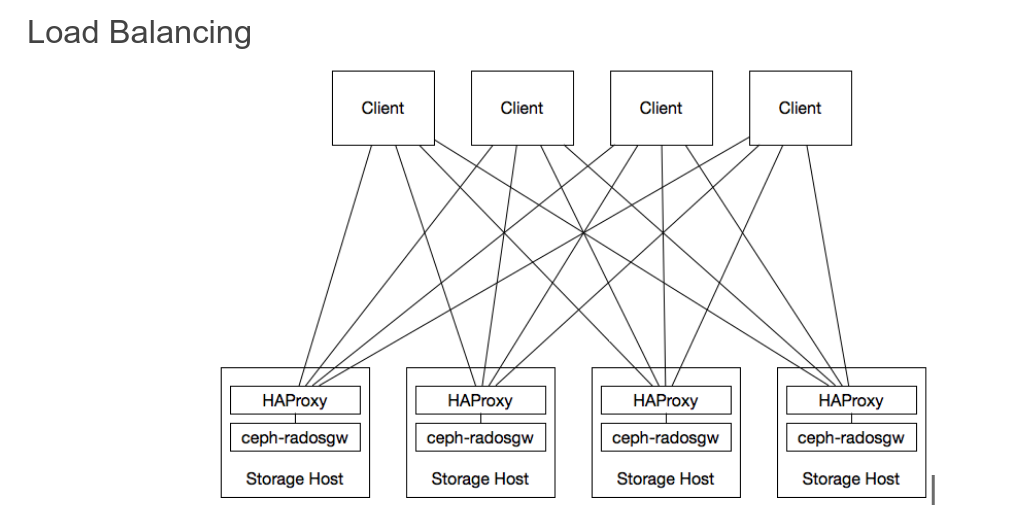 Load Balancing
Client Client Client Client
HAProxy HAProxy HAProxy HAProxy
ceph-radosgw ceph-radosgw ceph-radosgw ceph-radosgw
Storage Host Storage Host Storage Host Storage Host